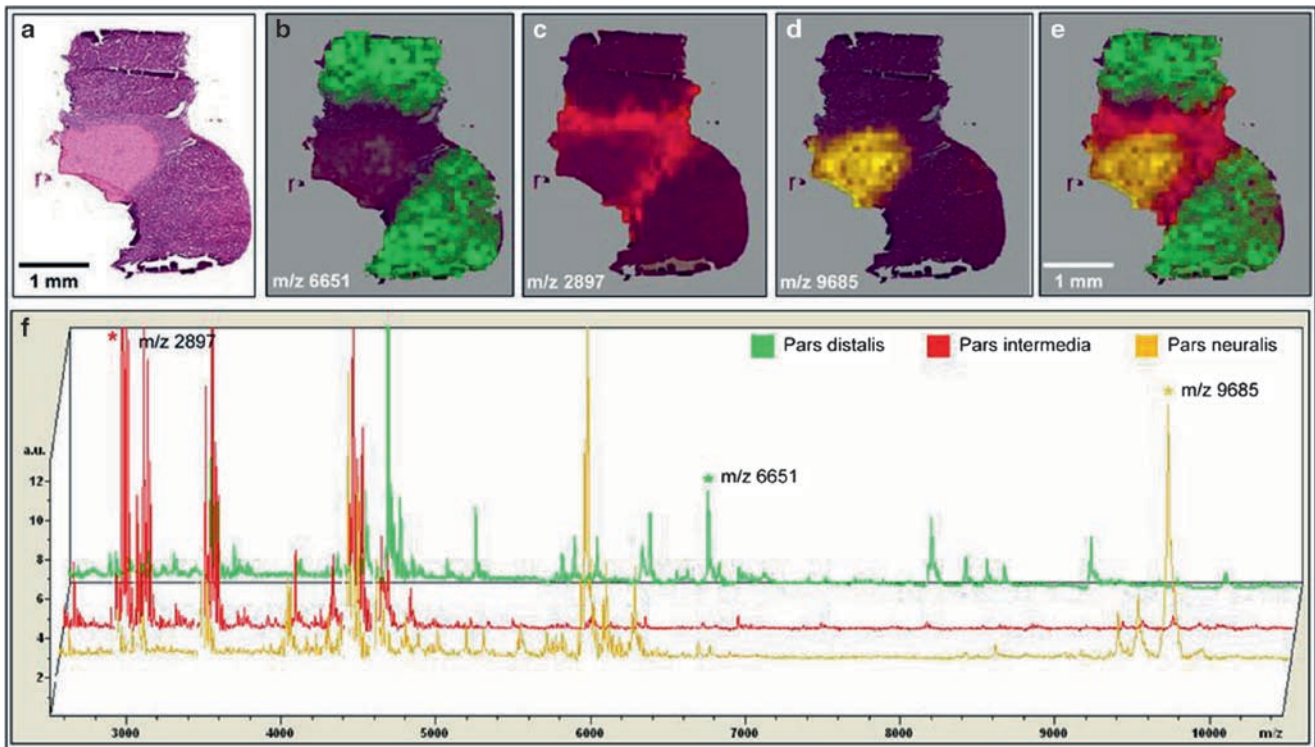 a
1 mm
b
m/z 6651
c
m/z 2897
d
m/z 9685
e
1 mm
f
* m/z 2897
Pars distalis
Pars intermedia
Pars neuralis
* m/z 9685
* m/z 6651
a.u.
12
10
8
6
4
2
3000 4000 5000 6000 7000 8000 9000 10000 m/z